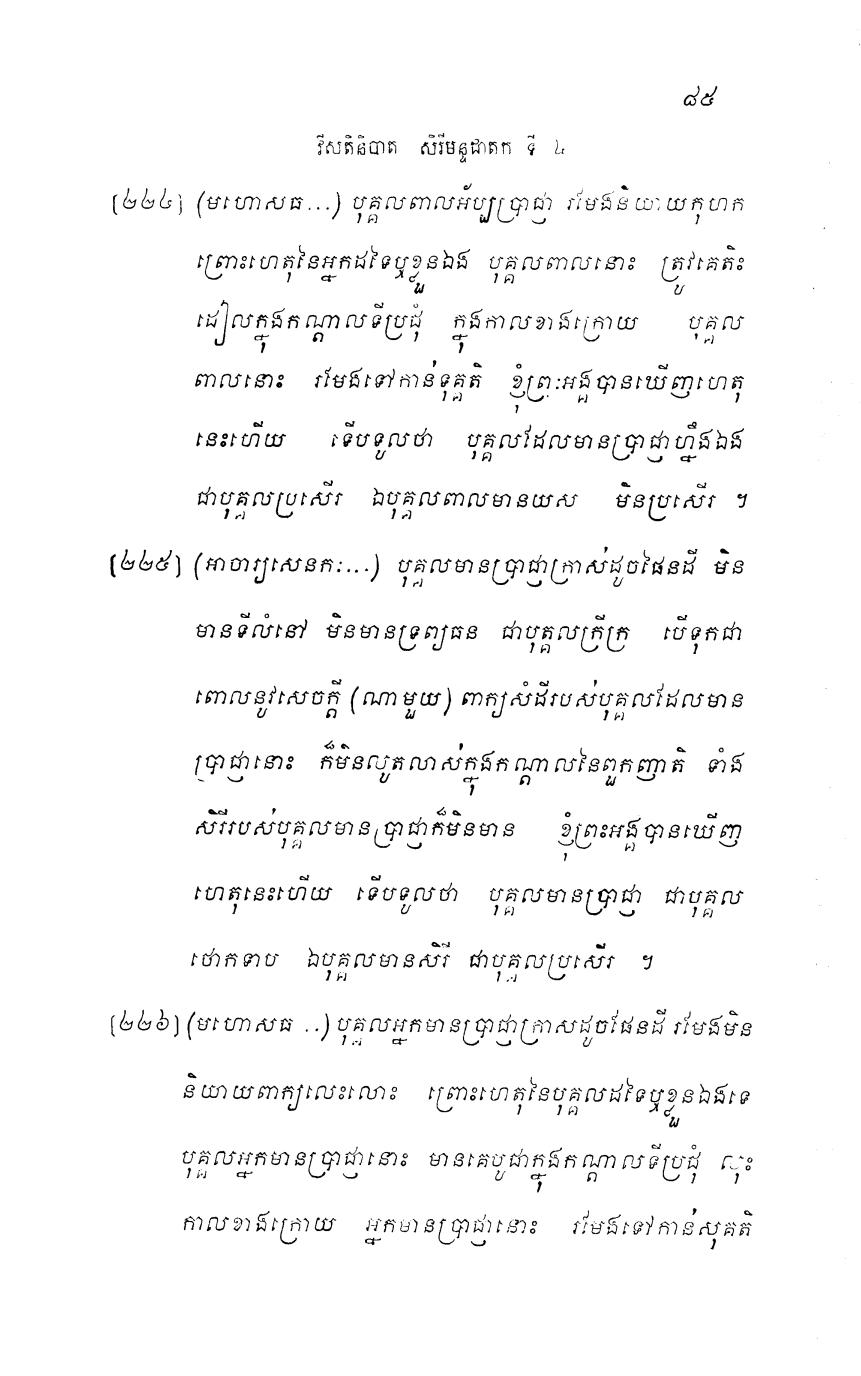 ៨៥
វីសតិនិបាត សិរីមន្ទជាតក ទី ៤
[២២៤] (មហោសធ...) បុគ្គលពាលអ័ប្បប្រាជ្ញា រមែងនិយាយកុហក
ព្រោះហេតុនៃអ្នកដទៃឬខ្លួនឯង បុគ្គលពាលនោះ ត្រូវគេតិះ
ដៀលក្នុងកណ្តាលទីប្រជុំ ក្នុងកាលខាងក្រោយ បុគ្គល
ពាលនោះ រមែងទៅកាន់ទុគ្គតិ ខ្ញុំព្រះអង្គបានឃើញហេតុ
នេះហើយ ទើបទូលថា បុគ្គលដែលមានប្រាជ្ញាហ្នឹងឯង
ជាបុគ្គលប្រសើរ ឯបុគ្គលពាលមានយស មិនប្រសើរ ។
[២២៥] (អាចារ្យសេនកៈ...) បុគ្គលមានប្រាជ្ញាក្រាស់ដូចផែនដី មិន
មានទីលំនៅ មិនមានទ្រព្យធន ជាបុគ្គលក្រីក្រ បើទុកជា
ពោលនូវសេចក្តី (ណាមួយ) ពាក្យសំដីរបស់បុគ្គលដែលមាន
ប្រាជ្ញានោះ ក៏មិនលូតលាស់ក្នុងកណ្តាលនៃពួកញាតិ ទាំង
សិរីរបស់បុគ្គលមានប្រាជ្ញាក៏មិនមាន ខ្ញុំព្រះអង្គបានឃើញ
ហេតុនេះហើយ ទើបទូលថា បុគ្គលមានប្រាជ្ញា ជាបុគ្គល
ថោកទាប ឯបុគ្គលមានសិរី ជាបុគ្គលប្រសើរ ។
[២២៦] (មហោសធ ..) បុគ្គលអ្នកមានប្រាជ្ញាក្រាសដូចផែនដី រមែងមិន
និយាយពាក្យលេះលោះ ព្រោះហេតុនៃបុគ្គលដទៃឬខ្លួនឯងទេ
បុគ្គលអ្នកមានប្រាជ្ញានោះ មានគេបូជាក្នុងកណ្តាលទីប្រជុំ លុះ
កាលខាងក្រោយ អ្នកមានប្រាជ្ញានោះ រមែងទៅកាន់សុគតិ